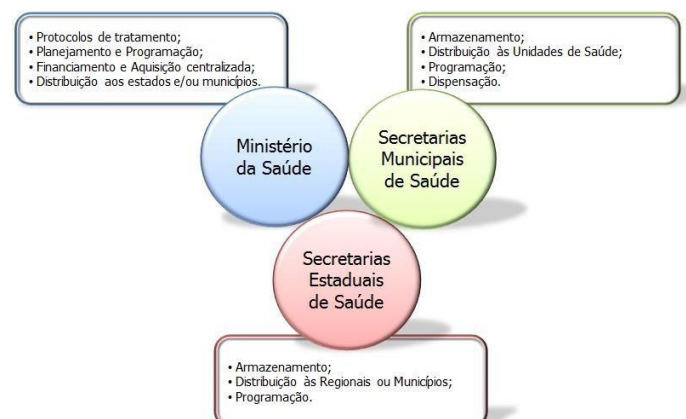 • Protocolos de tratamento;
• Planejamento e Programação;
• Financiamento e Aquisição centralizada;
• Distribuição aos estados e/ou municípios.
• Armazenamento;
• Distribuição às Unidades de Saúde;
• Programação;
• Dispensação.
Ministério
da Saúde
Secretarias
Municipais
de Saúde
Secretarias
Estaduais
de Saúde
• Armazenamento;
• Distribuição às Regionais ou Municípios;
• Programação.